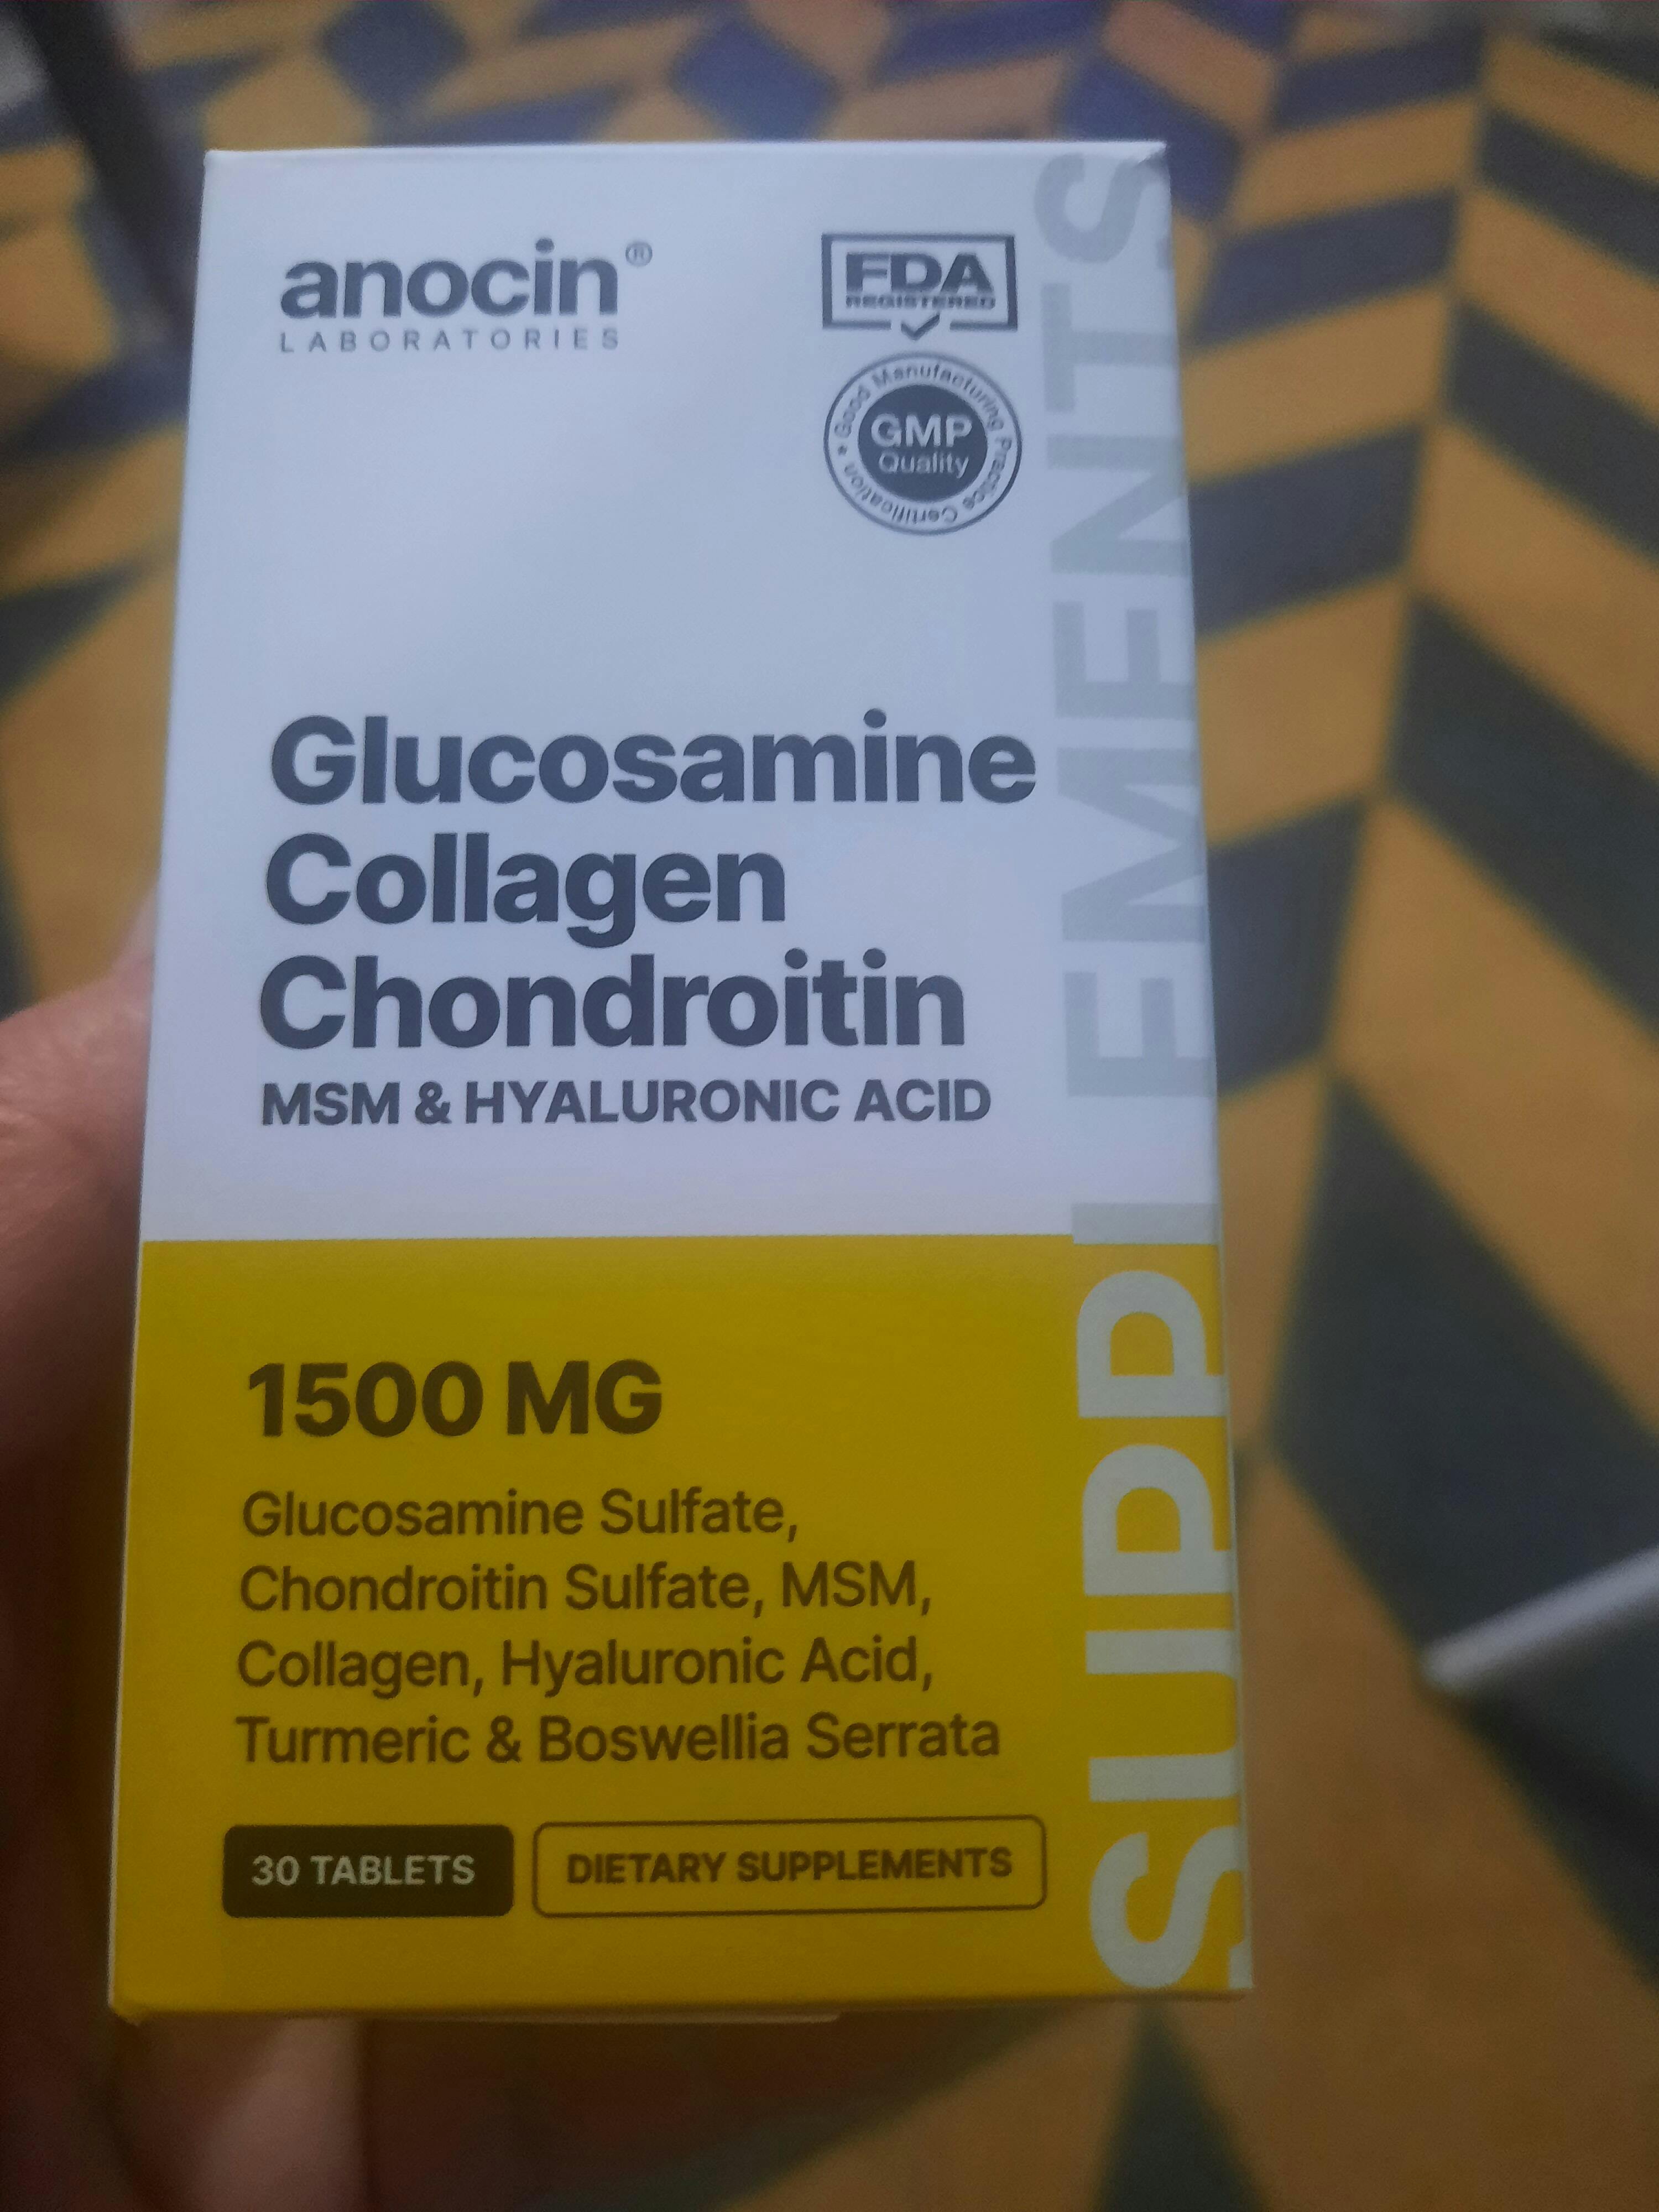 anocin®
LABORATORIES
FDA
REGISTERED
Good Manufacturing Practice Certification
GMP
Quality
Glucosamine
Collagen
Chondroitin
MSM & HYALURONIC ACID
1500 MG
Glucosamine Sulfate,
Chondroitin Sulfate, MSM,
Collagen, Hyaluronic Acid,
Turmeric & Boswellia Serrata
30 TABLETS
DIETARY SUPPLEMENTS
SUPPLEMENTS